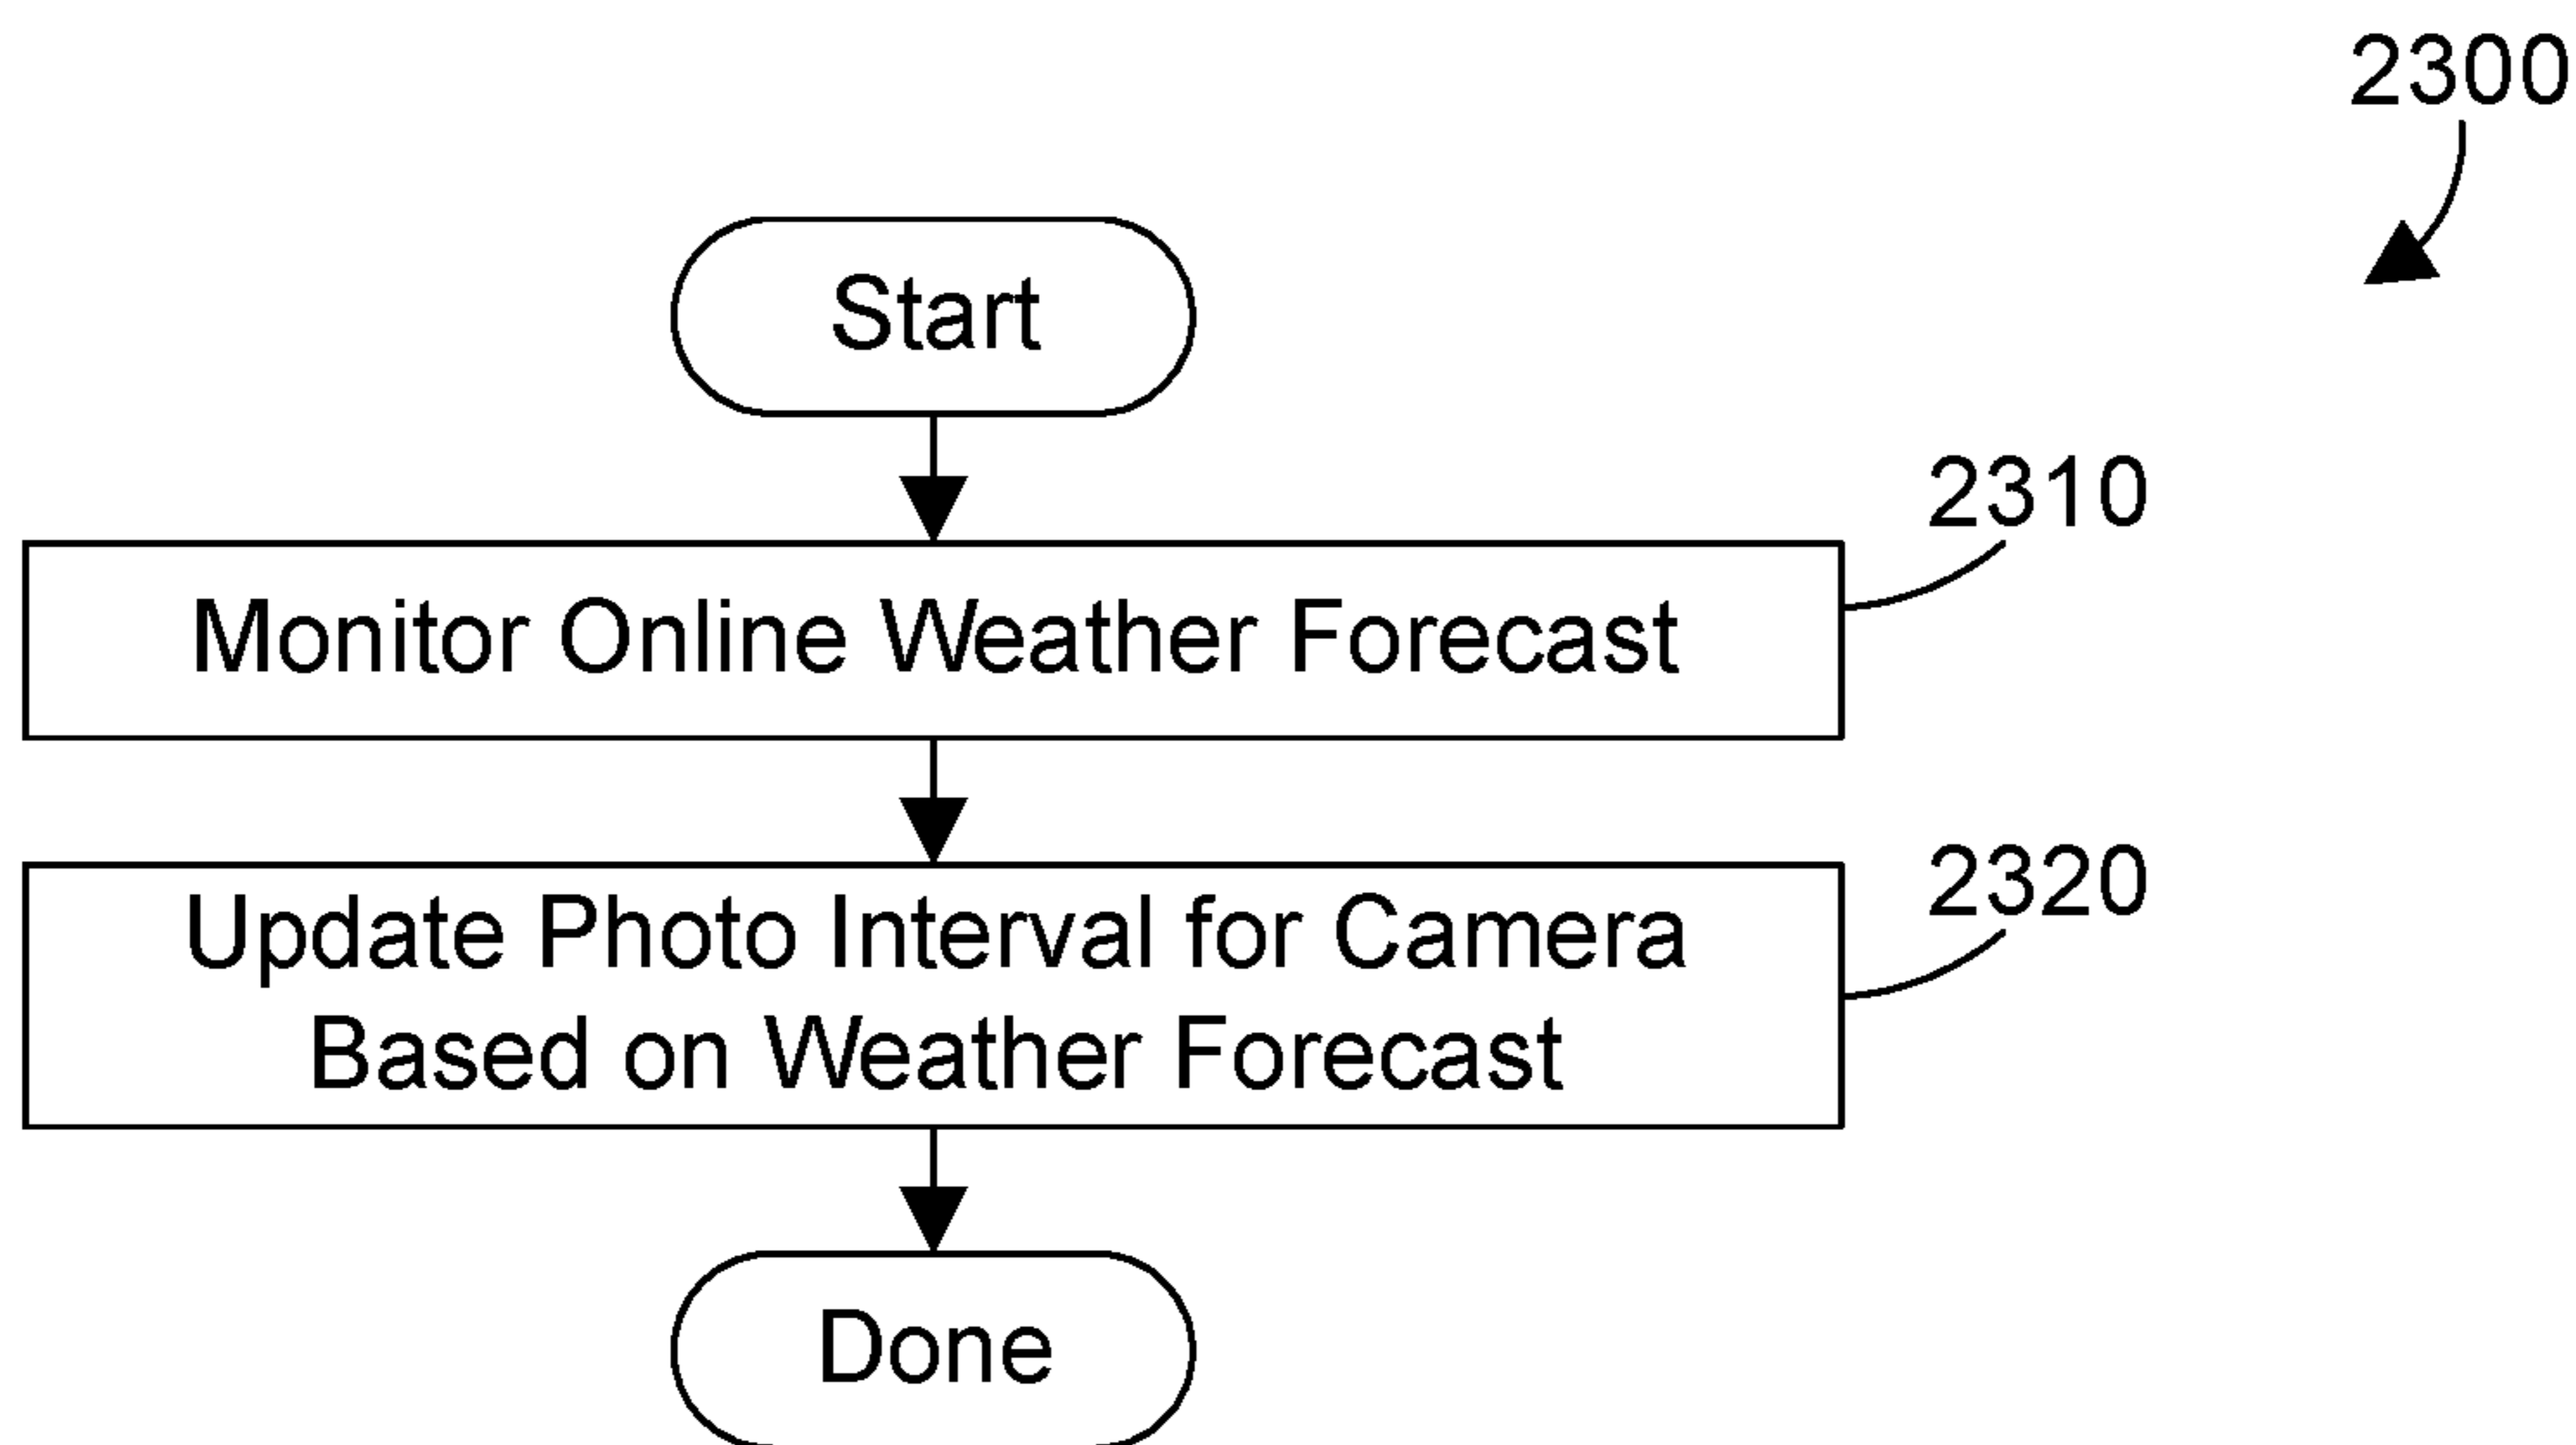 2300
Start
2310
Monitor Online Weather Forecast
2320
Update Photo Interval for Camera
Based on Weather Forecast
Done